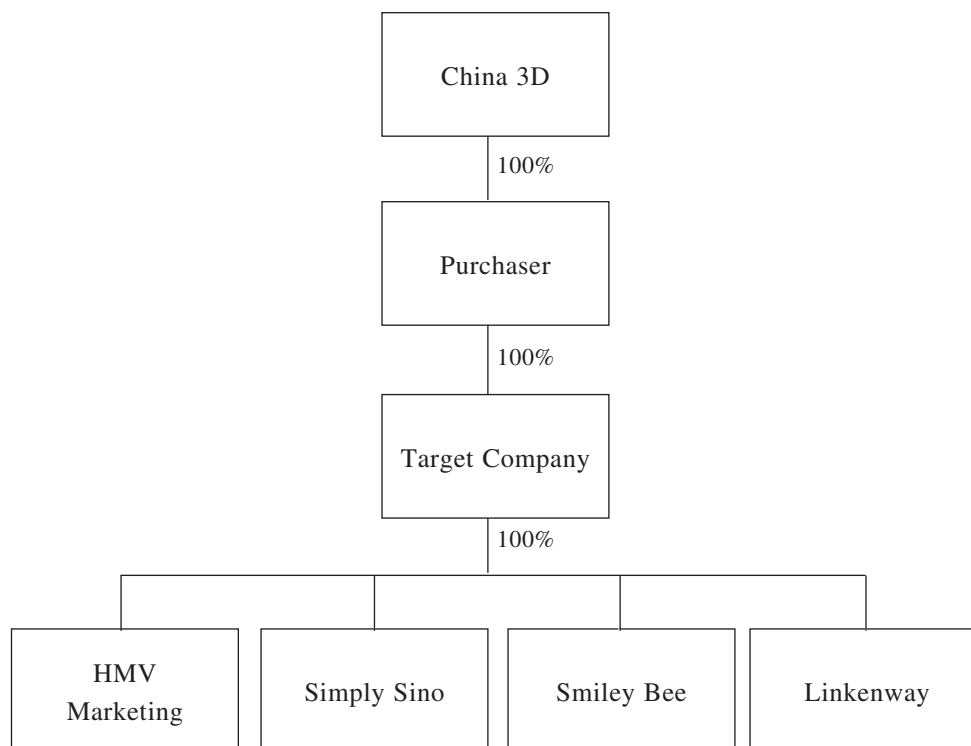 China 3D
100%
Purchaser
100%
Target Company
100%
HMV
Marketing
Simply Sino
Smiley Bee
Linkenway